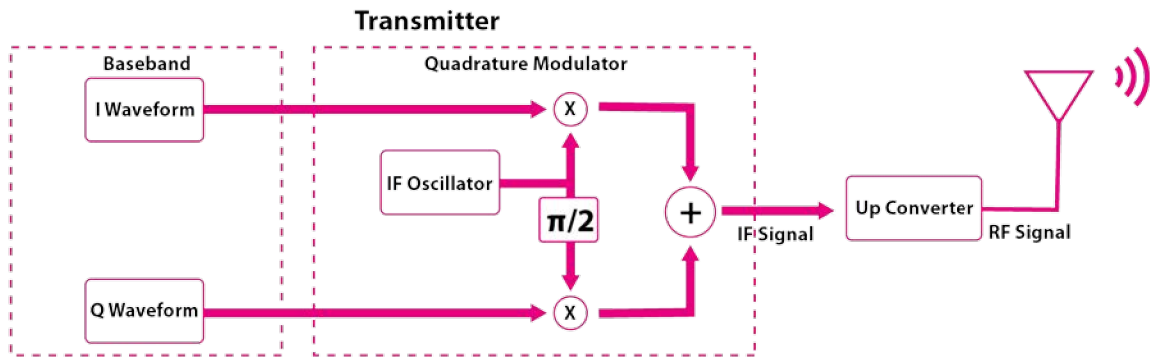 Transmitter
Baseband
Quadrature Modulator
I Waveform
X
IF Oscillator
π/2
+
IF Signal
Up Converter
RF Signal
Q Waveform
X